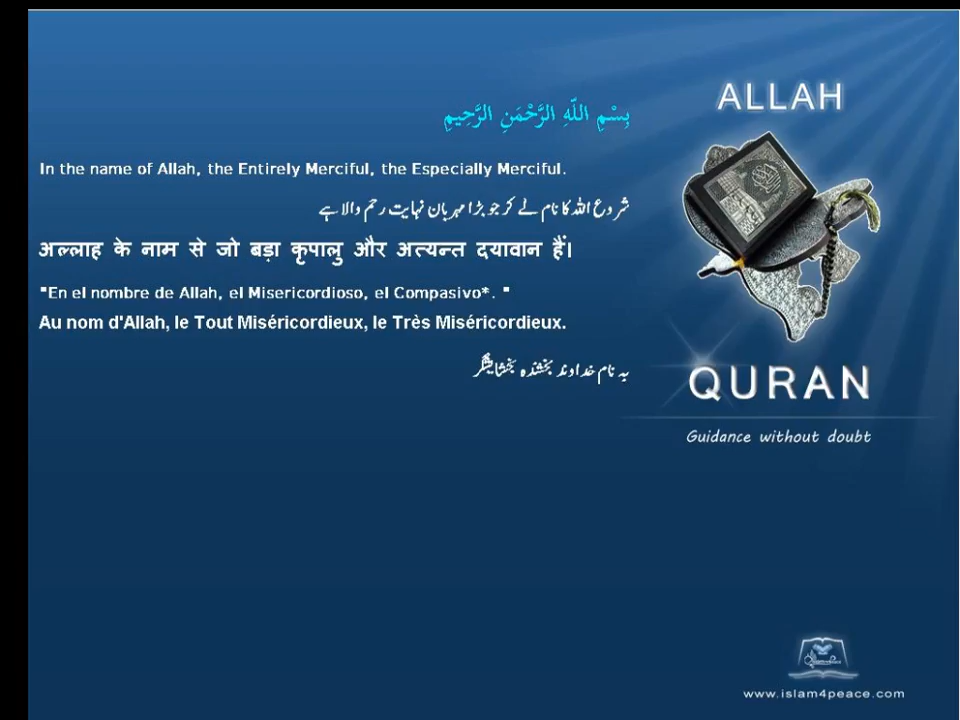 بِسْمِ اللّهِ الرَّحْمَنِ الرَّحِيمِ
In the name of Allah, the Entirely Merciful, the Especially Merciful.
شروع الله کا نام لے کر جو بڑا مہربان نہایت رحم والا ہے
अल्लाह के नाम से जो बड़ा कृपालु और अत्यन्त दयावान हैं।
"En el nombre de Allah, el Misericordioso, el Compasivo*. "
Au nom d'Allah, le Tout Miséricordieux, le Très Miséricordieux.
به نام خداوند بخشنده بخشایشگر
ALLAH
QURAN
Guidance without doubt
www.islam4peace.com